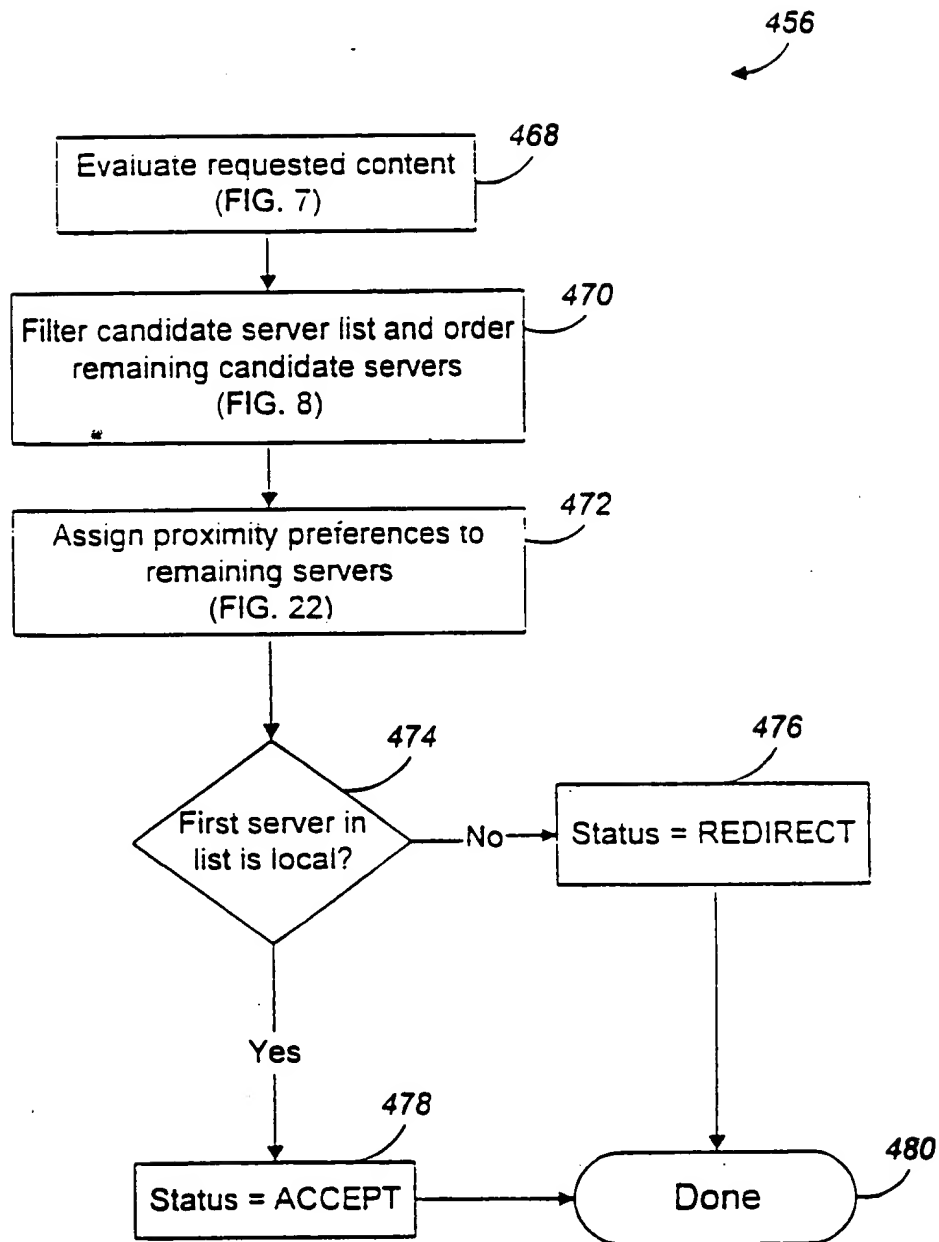 456
468
Evaluate requested content
(FIG. 7)
470
Filter candidate server list and order
remaining candidate servers
(FIG. 8)
472
Assign proximity preferences to
remaining servers
(FIG. 22)
474
First server in
list is local?
No
476
Status = REDIRECT
Yes
478
Status = ACCEPT
480
Done